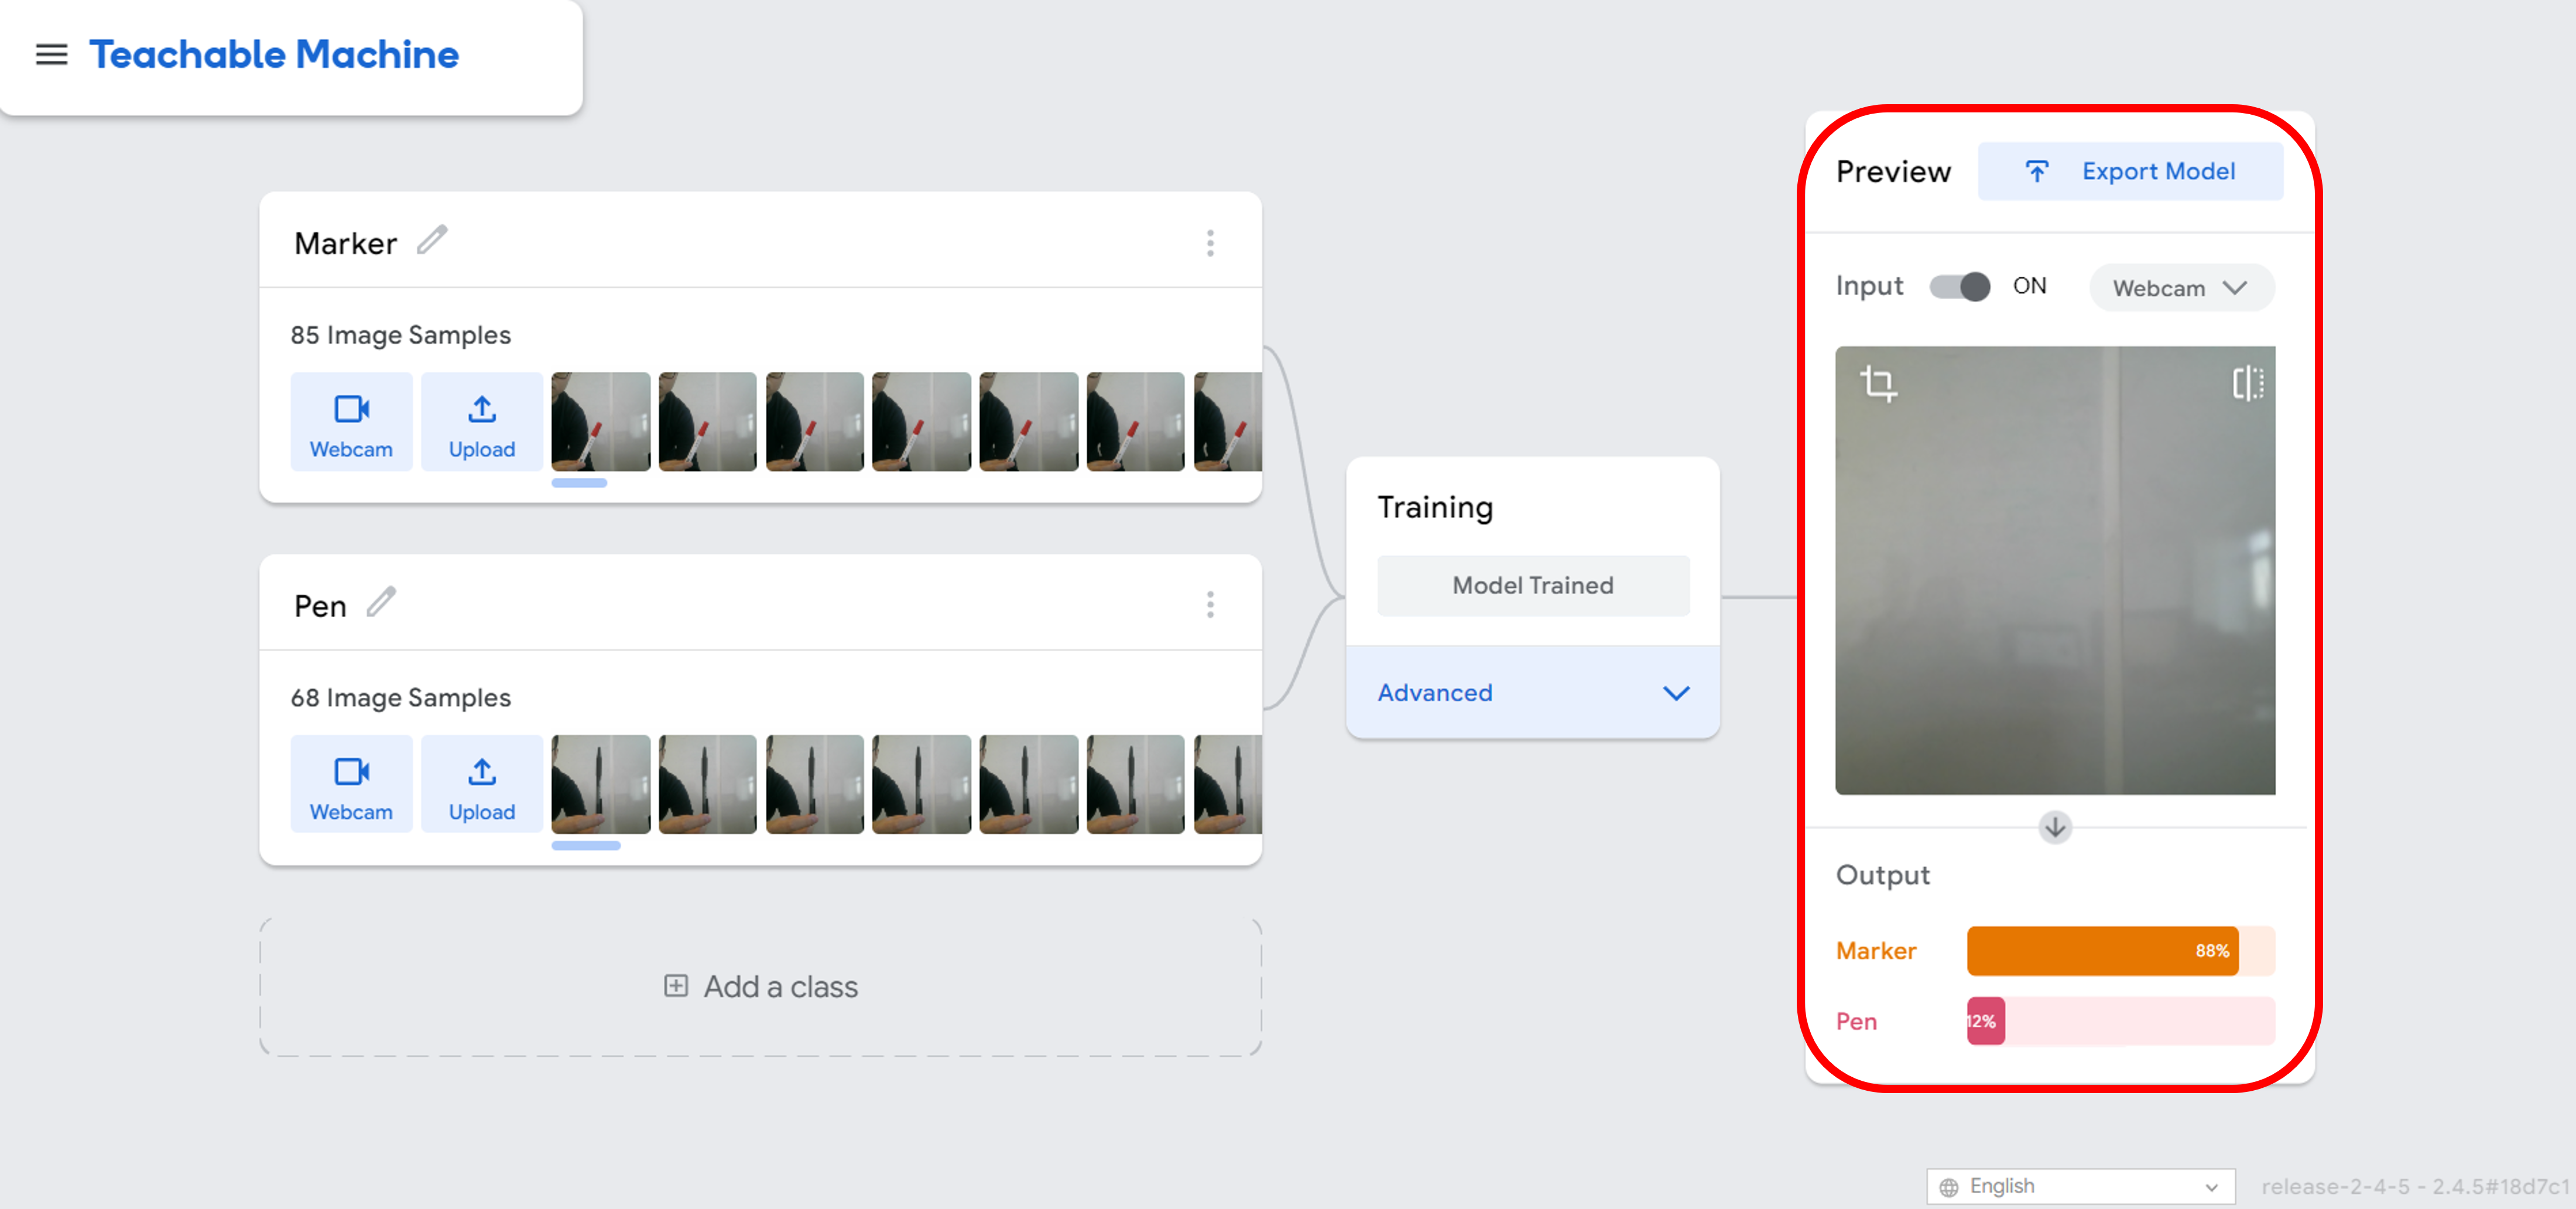 Teachable Machine
Marker
85 Image Samples
Webcam
Upload
Pen
68 Image Samples
Webcam
Upload
Add a class
Training
Model Trained
Advanced
Preview
Export Model
Input
ON
Webcam
Output
Marker
88%
Pen
12%
English
release-2-4-5 - 2.4.5#18d7c1